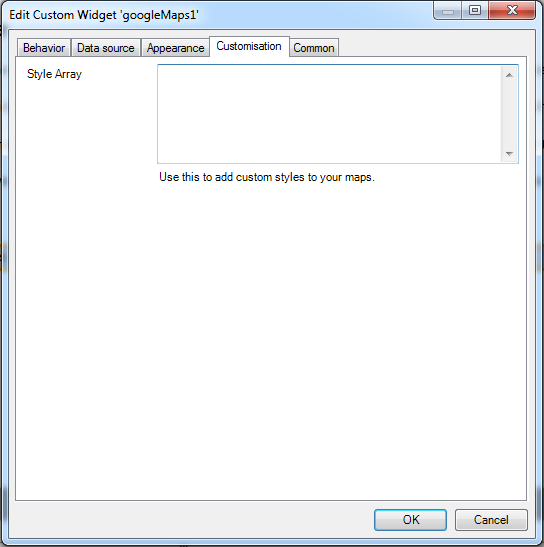 Edit Custom Widget 'googleMaps1'
Behavior Data source Appearance Customisation Common
Style Array
Use this to add custom styles to your maps.
OK Cancel